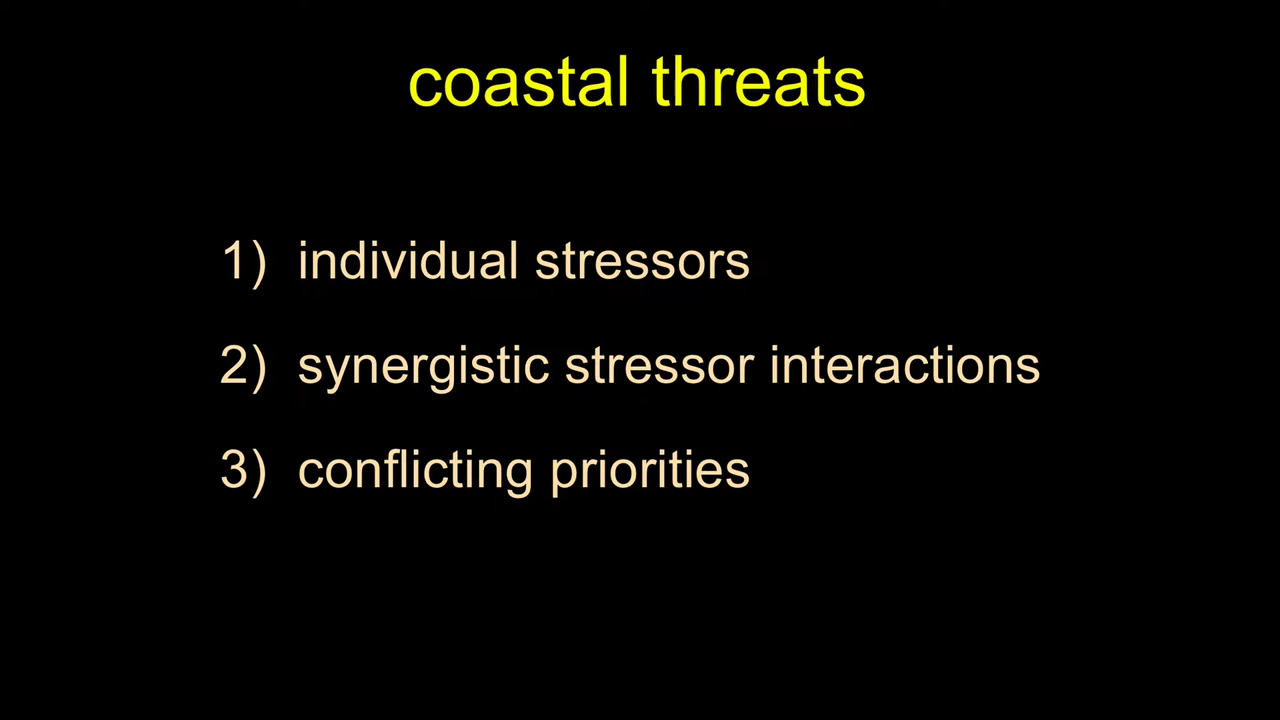 coastal threats
1) individual stressors
2) synergistic stressor interactions
3) conflicting priorities